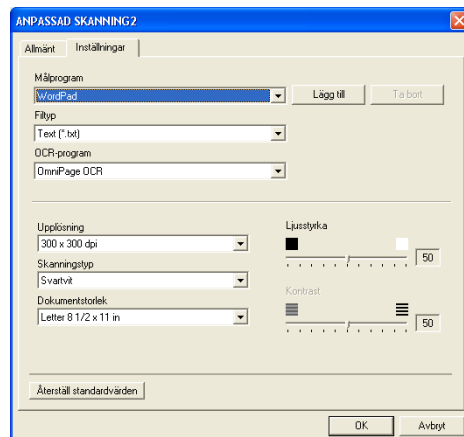 ANPASSAD SKANNING2
Allmänt Inställningar
Målprogram
WordPad Lägg till Ta bort
Filtyp
Text (*.txt)
OCR-program
OmniPage OCR
Upplösning Ljusstyrka
300 x 300 dpi 50
Skanningstyp
Svartvit Kontrast
Dokumentstorlek
Letter 8 1/2 x 11 in 50
Återställ standardvärden
OK Avbryt